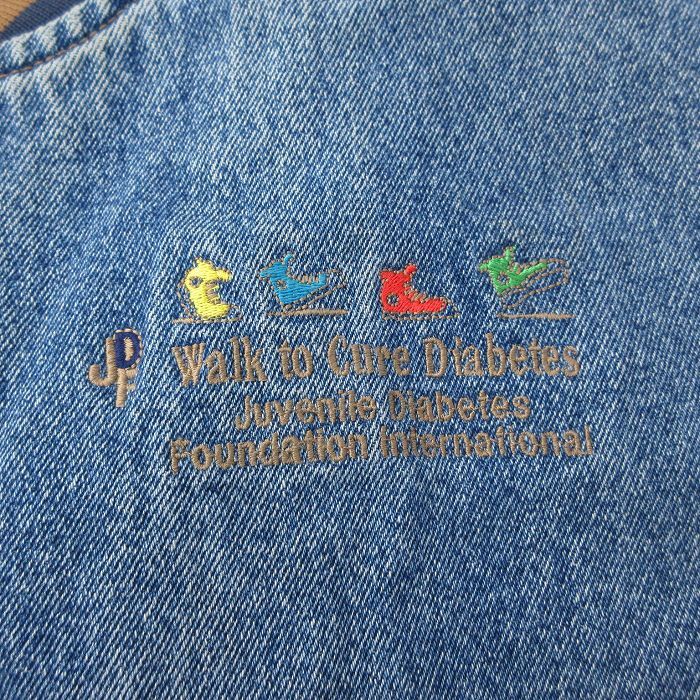 JDF
Walk to Cure Diabetes
Juvenile Diabetes
Foundation International